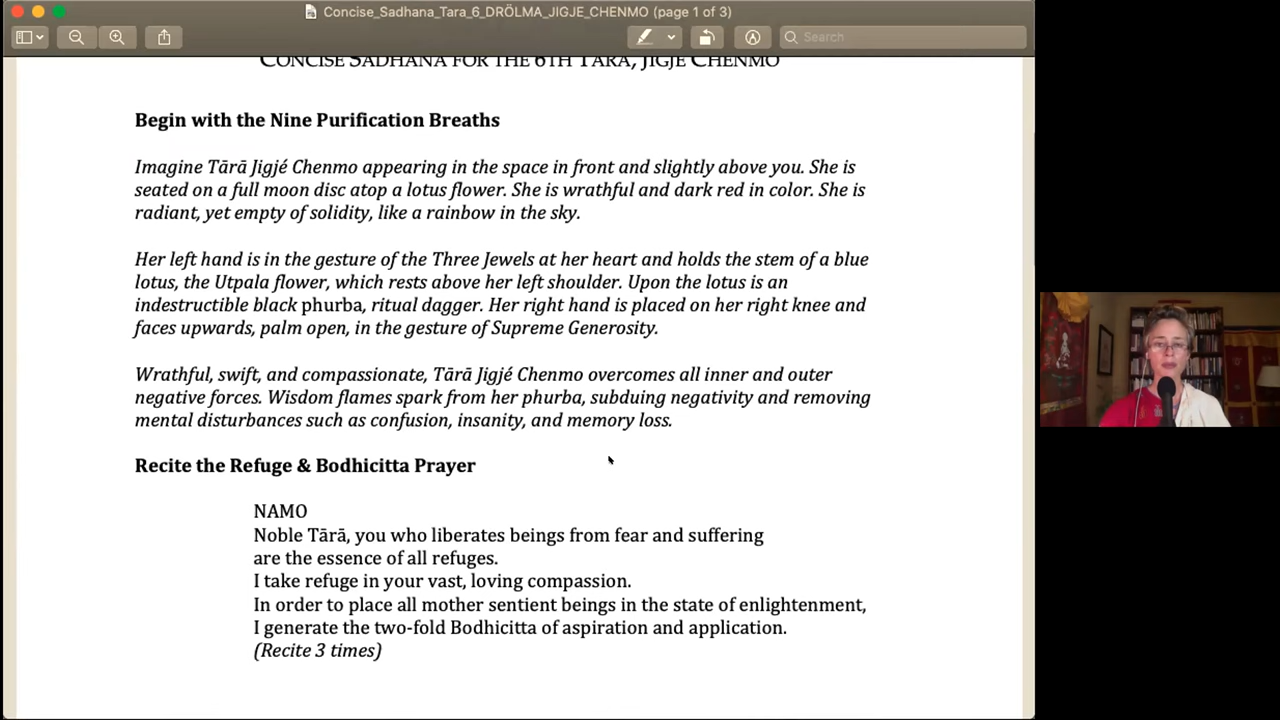 Concise_Sadhana_Tara_6_DRÖLMA_JIGJE_CHENMO (page 1 of 3)
Search
CONCISE SADHANA FOR THE 6TH TARA, JIGJE CHENMO
Begin with the Nine Purification Breaths
Imagine Tārā Jigjé Chenmo appearing in the space in front and slightly above you. She is
seated on a full moon disc atop a lotus flower. She is wrathful and dark red in color. She is
radiant, yet empty of solidity, like a rainbow in the sky.
Her left hand is in the gesture of the Three Jewels at her heart and holds the stem of a blue
lotus, the Utpala flower, which rests above her left shoulder. Upon the lotus is an
indestructible black phurba, ritual dagger. Her right hand is placed on her right knee and
faces upwards, palm open, in the gesture of Supreme Generosity.
Wrathful, swift, and compassionate, Tārā Jigjé Chenmo overcomes all inner and outer
negative forces. Wisdom flames spark from her phurba, subduing negativity and removing
mental disturbances such as confusion, insanity, and memory loss.
Recite the Refuge & Bodhicitta Prayer
NAMO
Noble Tārā, you who liberates beings from fear and suffering
are the essence of all refuges.
I take refuge in your vast, loving compassion.
In order to place all mother sentient beings in the state of enlightenment,
I generate the two-fold Bodhicitta of aspiration and application.
(Recite 3 times)